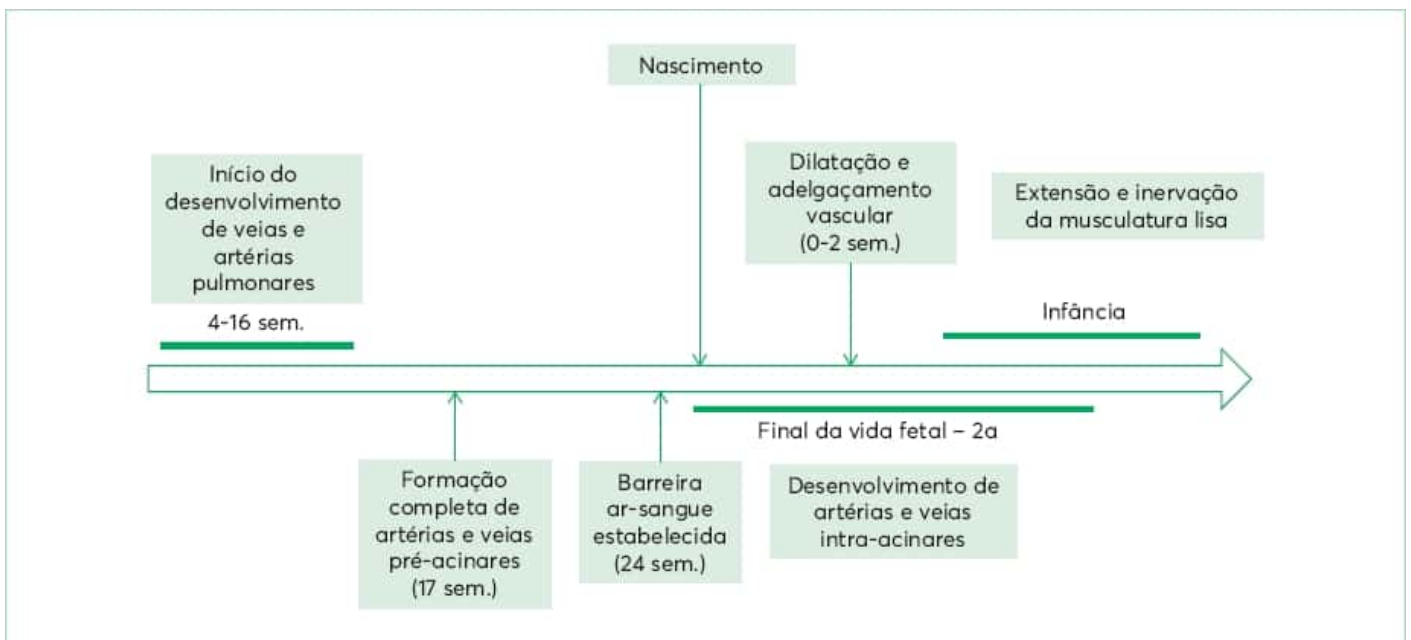 Nascimento
Início do
desenvolvimento
de veias e
artérias
pulmonares
4-16 sem.
Dilatação e
adelgaçamento
vascular
(0-2 sem.)
Extensão e inervação
da musculatura lisa
Infância
Final da vida fetal – 2a
Formação
completa de
artérias e veias
pré-acinares
(17 sem.)
Barreira
ar-sangue
estabelecida
(24 sem.)
Desenvolvimento de
artérias e veias
intra-acinares